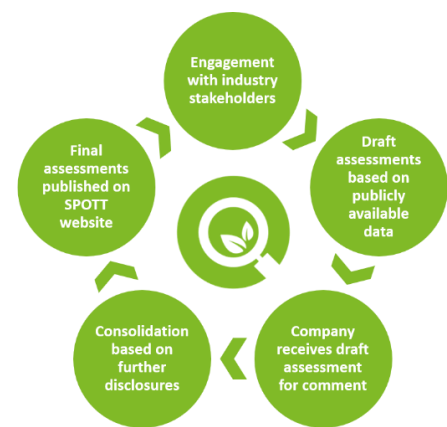 Engagement
with industry
stakeholders
Draft
assessments
based on
publicly
available
data
Company
receives draft
assessment
for comment
Consolidation
based on
further
disclosures
Final
assessments
published on
SPOTT
website